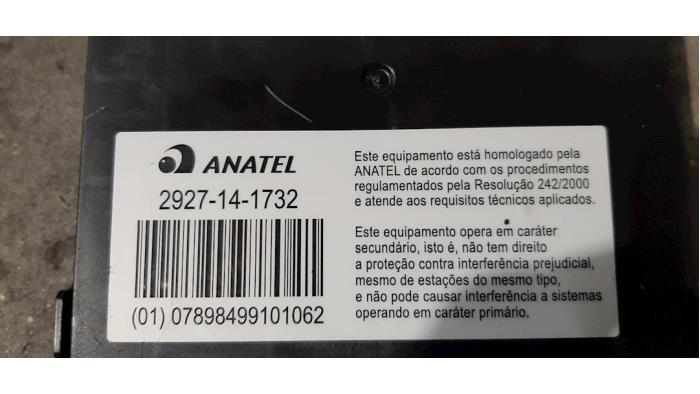 ANATEL
2927-14-1732
(01) 07898499101062
Este equipamento está homologado pela
ANATEL de acordo com os procedimentos
regulamentados pela Resolução 242/2000
e atende aos requisitos técnicos aplicados.
Este equipamento opera em caráter
secundário, isto é, não tem direito
a proteção contra interferência prejudicial,
mesmo de estações do mesmo tipo,
e não pode causar interferência a sistemas
operando em caráter primário.